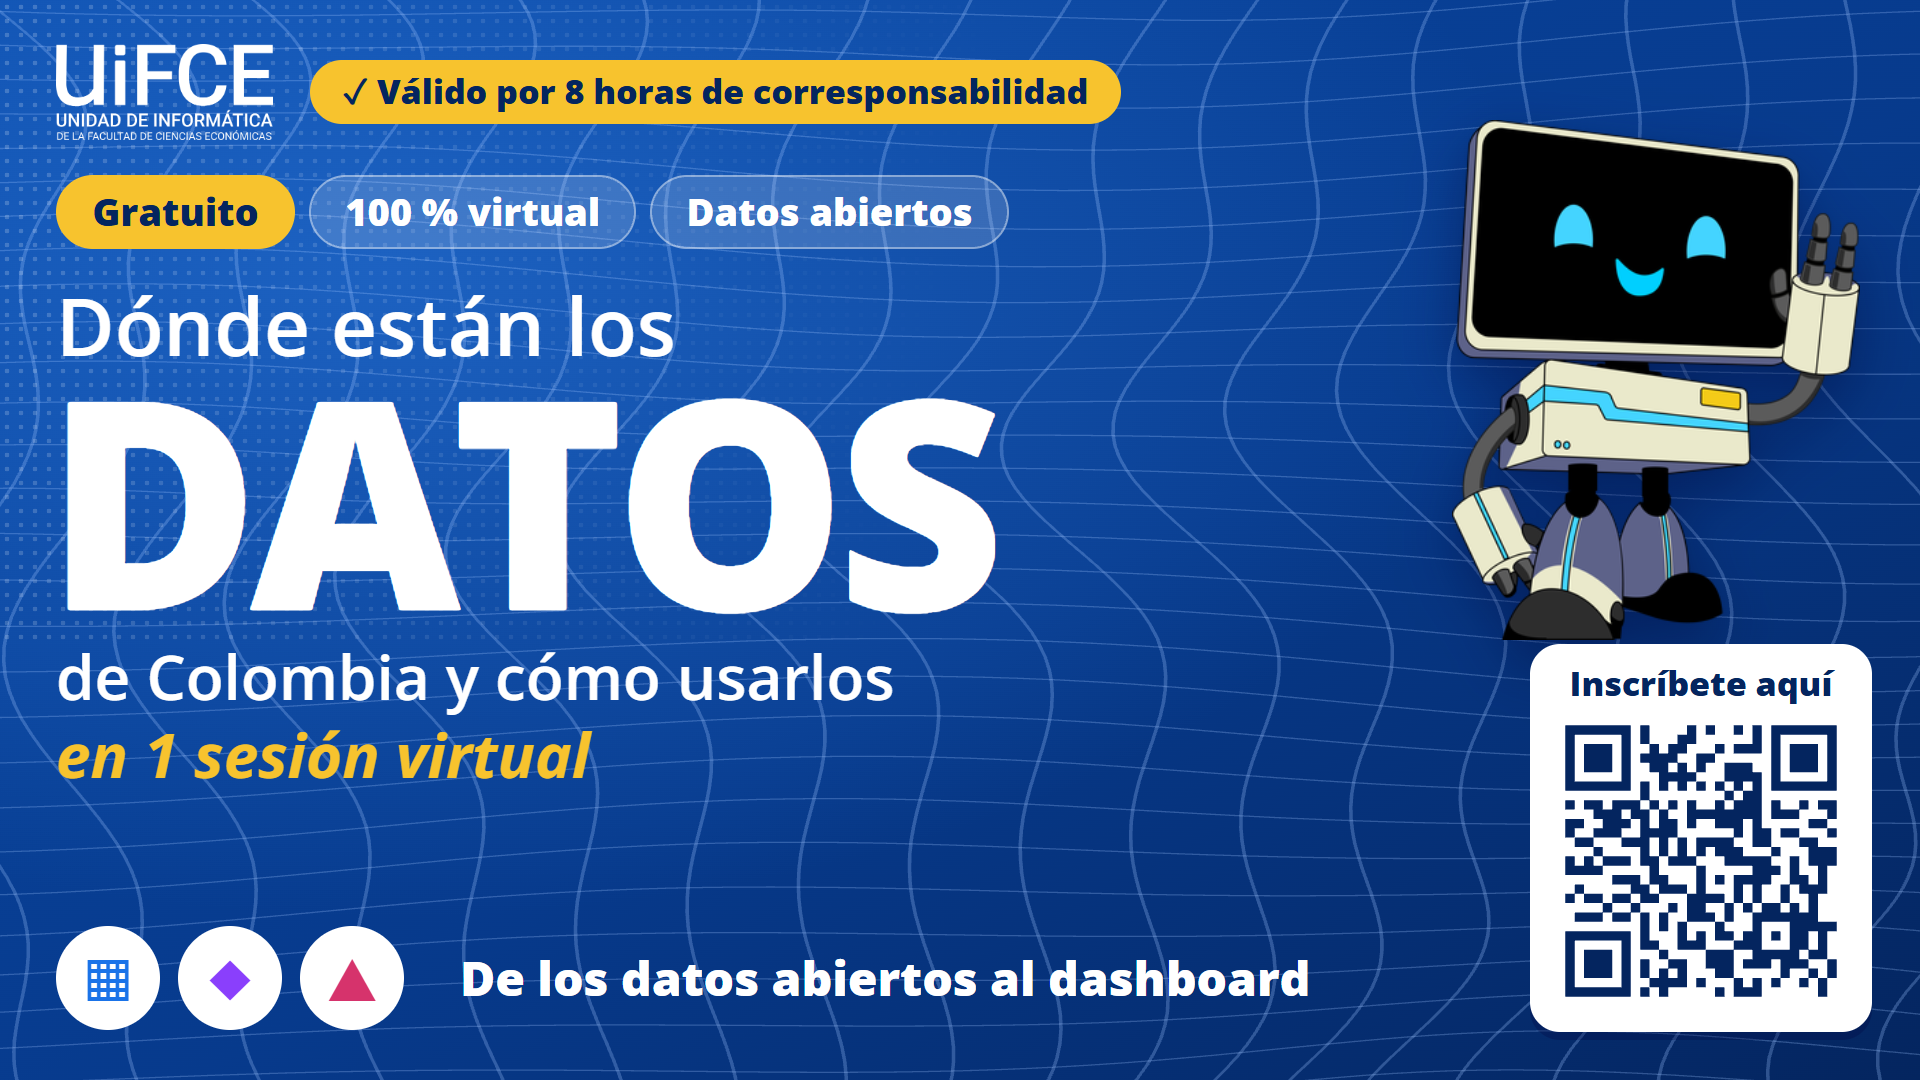 UiFCE
UNIDAD DE INFORMÁTICA
DE LA FACULTAD DE CIENCIAS ECONÓMICAS
✓ Válido por 8 horas de corresponsabilidad
Gratuito
100 % virtual
Datos abiertos
Dónde están los
DATOS
de Colombia y cómo usarlos
en 1 sesión virtual
De los datos abiertos al dashboard
Inscríbete aquí